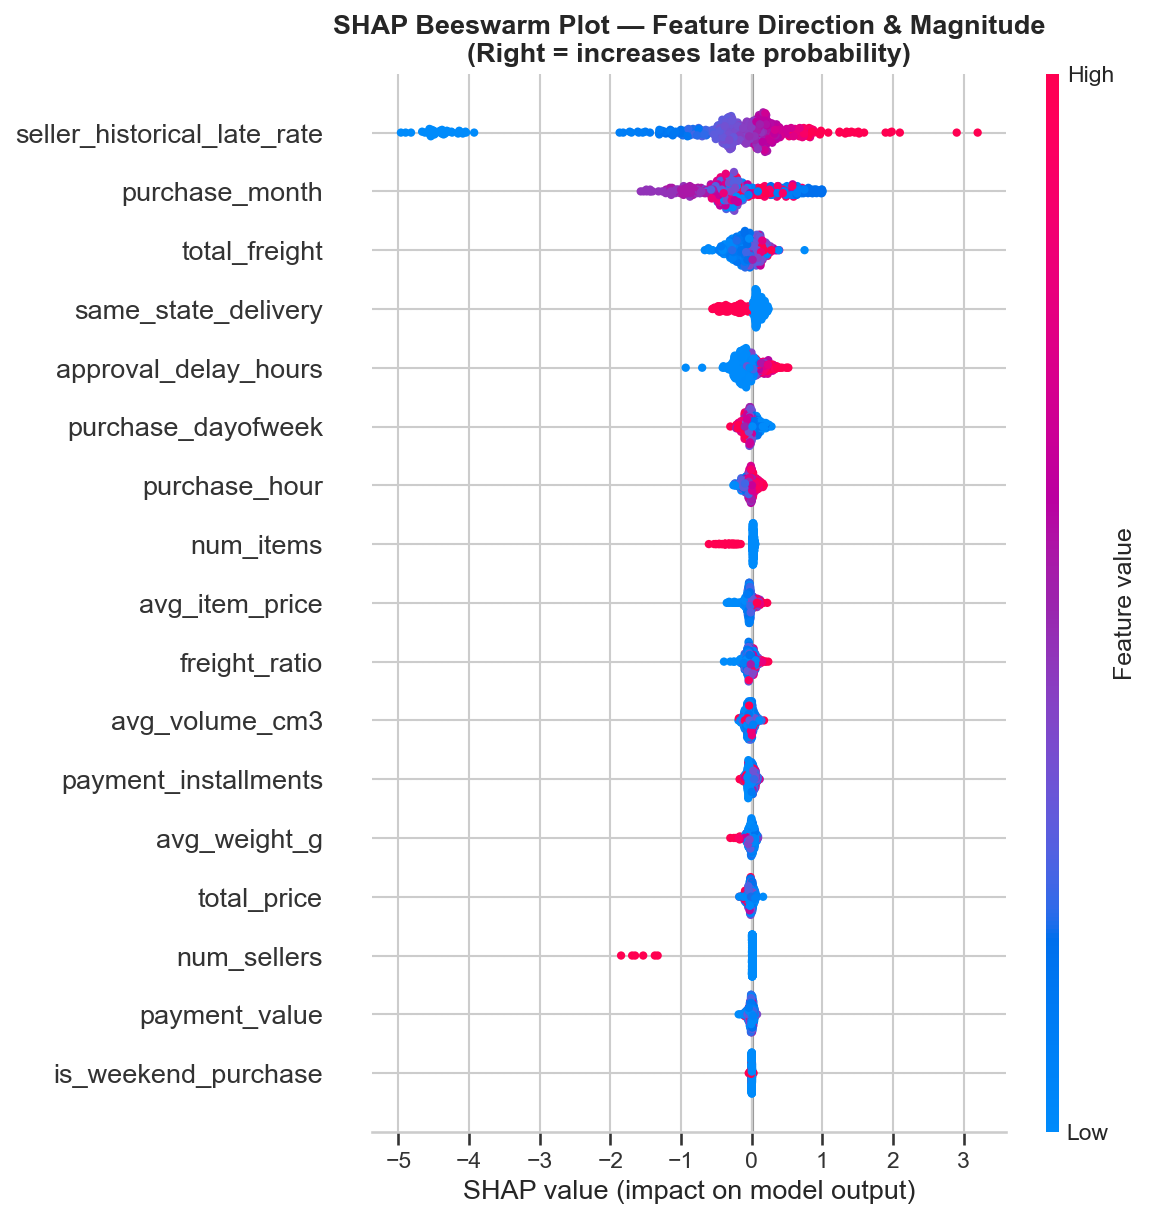 SHAP Beeswarm Plot — Feature Direction & Magnitude
(Right = increases late probability)
High
seller_historical_late_rate
purchase_month
total_freight
same_state_delivery
approval_delay_hours
purchase_dayofweek
purchase_hour
num_items
avg_item_price
freight_ratio
avg_volume_cm3
payment_installments
avg_weight_g
total_price
num_sellers
payment_value
is_weekend_purchase
Feature value
Low
−5 −4 −3 −2 −1 0 1 2 3
SHAP value (impact on model output)